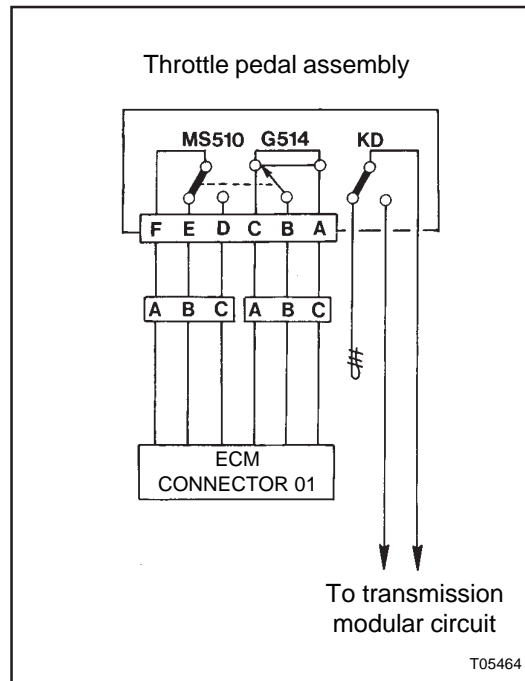 Throttle pedal assembly
MS510 G514 KD
F E D C B A
A B C A B C
ECM
CONNECTOR 01
To transmission
modular circuit
T05464